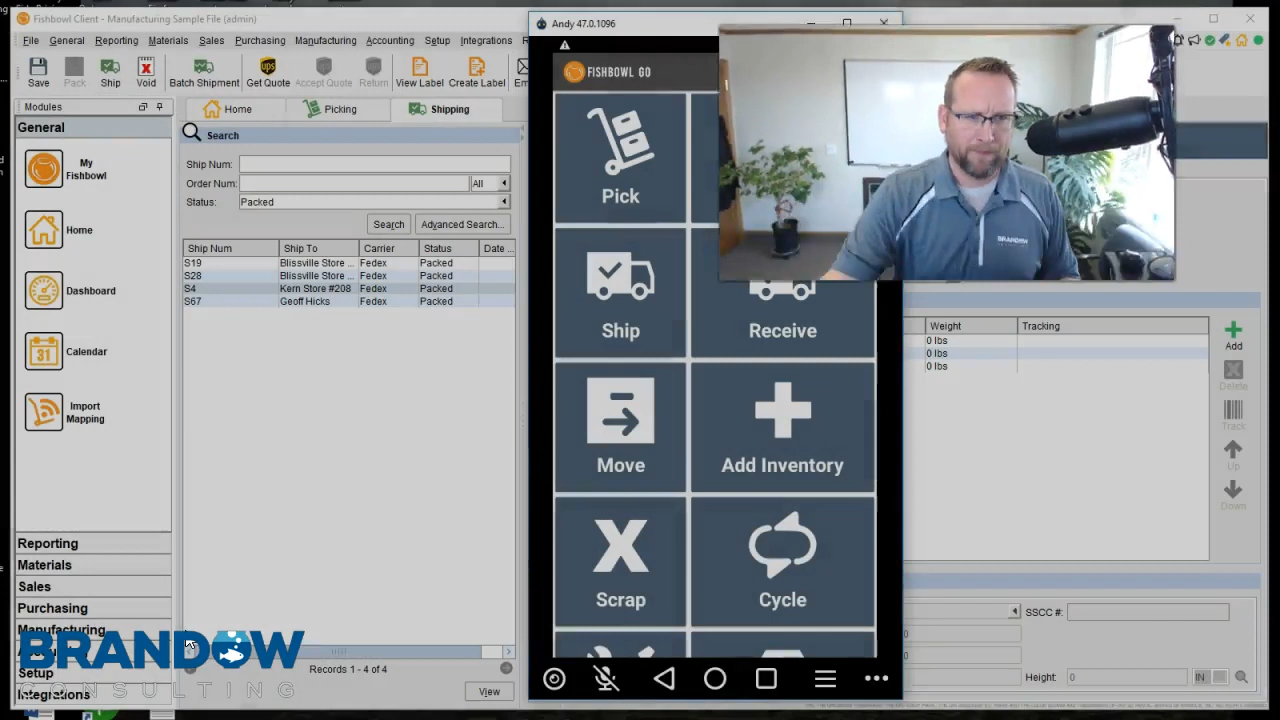 Fishbowl Client - Manufacturing Sample File (admin)
File General Reporting Materials Sales Purchasing Manufacturing Accounting Setup Integrations
Save Pack Ship Void Batch Shipment Get Quote Accept Quote Return View Label Create Label
Modules
General
My
Fishbowl
Home
Dashboard
Calendar
Import
Mapping
Reporting
Materials
Sales
Purchasing
Manufacturing
Setup
Integrations
Home Picking Shipping
Search
Ship Num:
Order Num: All
Status: Packed
Search Advanced Search...
Ship Num Ship To Carrier Status Date ...
S19 Blissville Store ... Fedex Packed
S28 Blissville Store ... Fedex Packed
S4 Kern Store #208 Fedex Packed
S67 Geoff Hicks Fedex Packed
Records 1 - 4 of 4
View
Andy 47.0.1096
FISHBOWL GO
Pick
Ship Receive
Move Add Inventory
Scrap Cycle
BRANDOW
Weight Tracking
0 lbs
0 lbs
0 lbs
Add
Delete
Track
Up
Down
SSCC #:
Height: 0 IN
BRANDOW
CONSULTING